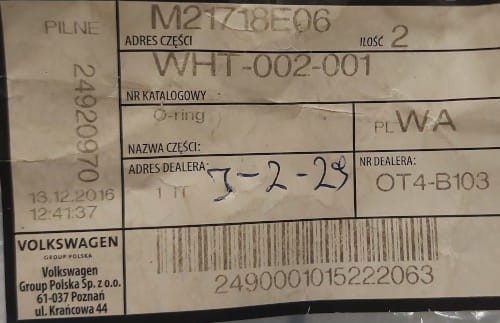 PILNE
24920970
13.12.2016
12:41:37
M21718E06
ADRES CZĘŚCI
ILOŚĆ 2
WHT-002-001
NR KATALOGOWY
O-ring
NAZWA CZĘŚCI:
PL WA
ADRES DEALERA:
1 IT
3-2-29
NR DEALERA:
OT4-B103
VOLKSWAGEN
GROUP POLSKA
Volkswagen
Group Polska Sp. z o.o.
61-037 Poznań
ul. Krańcowa 44
2490001015222063